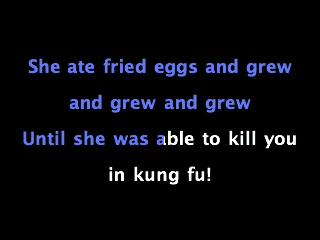 She ate fried eggs and grew
and grew and grew
Until she was able to kill you
in kung fu!